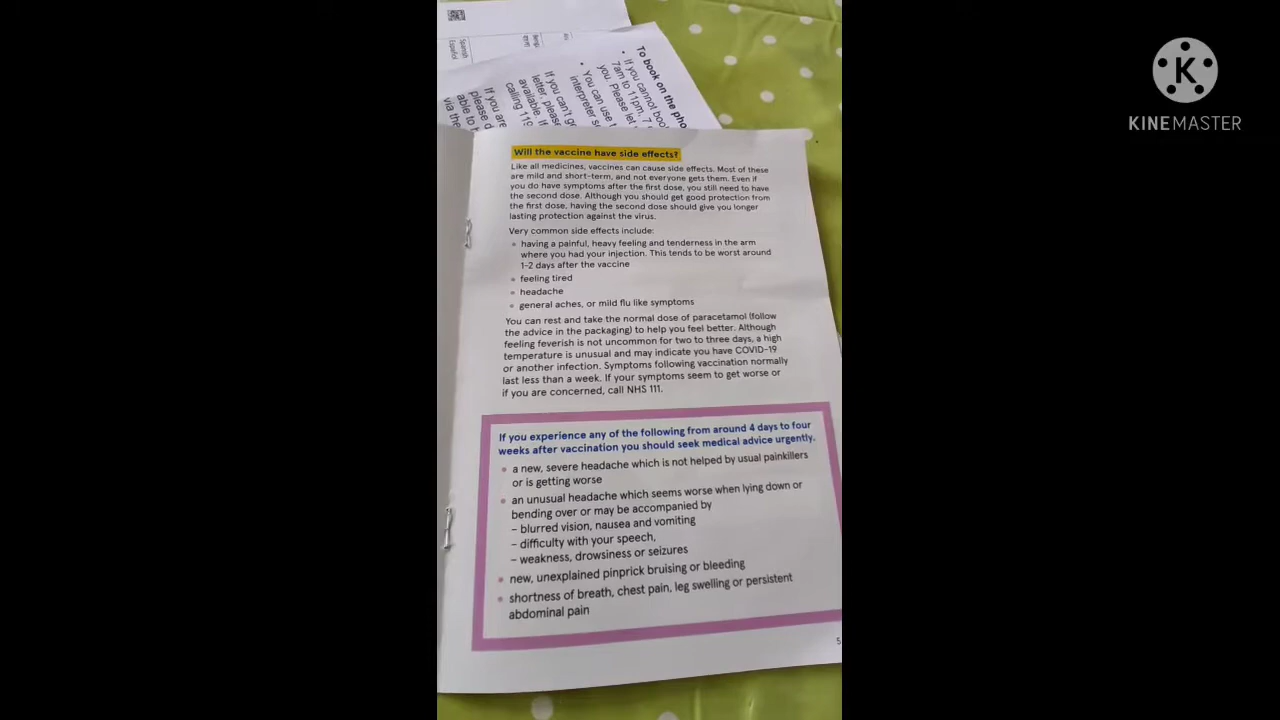 Spanish
Español
To book on the pho
• If you cannot book
7am to 11pm, 7
you. Please let
• You can use t
interpreter se
If you can't g
letter, please
available. If
calling 119
If you are
please d
able to
via the
KINEMASTER
Will the vaccine have side effects?
Like all medicines, vaccines can cause side effects. Most of these
are mild and short-term, and not everyone gets them. Even if
you do have symptoms after the first dose, you still need to have
the second dose. Although you should get good protection from
the first dose, having the second dose should give you longer
lasting protection against the virus.
Very common side effects include:
• having a painful, heavy feeling and tenderness in the arm
where you had your injection. This tends to be worst around
1-2 days after the vaccine
• feeling tired
• headache
• general aches, or mild flu like symptoms
You can rest and take the normal dose of paracetamol (follow
the advice in the packaging) to help you feel better. Although
feeling feverish is not uncommon for two to three days, a high
temperature is unusual and may indicate you have COVID-19
or another infection. Symptoms following vaccination normally
last less than a week. If your symptoms seem to get worse or
if you are concerned, call NHS 111.
If you experience any of the following from around 4 days to four
weeks after vaccination you should seek medical advice urgently.
• a new, severe headache which is not helped by usual painkillers
or is getting worse
• an unusual headache which seems worse when lying down or
bending over or may be accompanied by
– blurred vision, nausea and vomiting
– difficulty with your speech,
– weakness, drowsiness or seizures
• new, unexplained pinprick bruising or bleeding
• shortness of breath, chest pain, leg swelling or persistent
abdominal pain
5